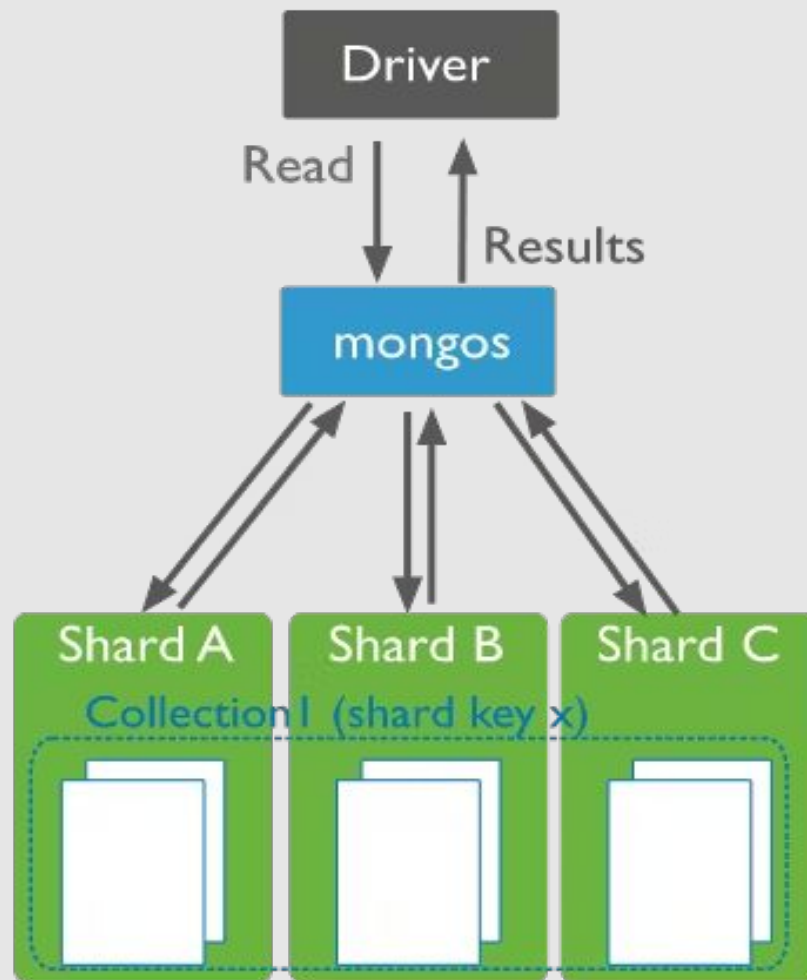 Driver
Read
Results
mongos
Shard A
Shard B
Shard C
Collection1 (shard key x)